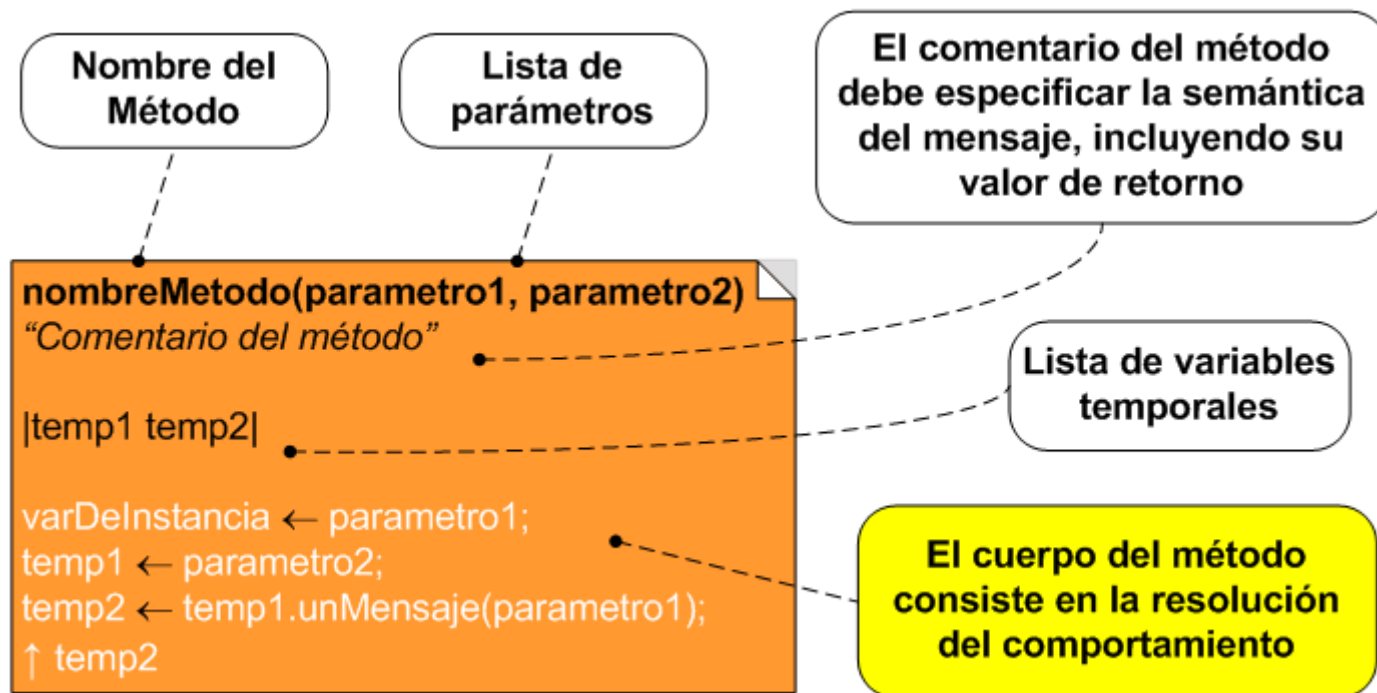 Nombre del
Método
Lista de
parámetros
El comentario del método
debe especificar la semántica
del mensaje, incluyendo su
valor de retorno
nombreMetodo(parametro1, parametro2)
“Comentario del método”
|temp1 temp2|
Lista de variables
temporales
varDeInstancia ← parametro1;
temp1 ← parametro2;
temp2 ← temp1.unMensaje(parametro1);
↑ temp2
El cuerpo del método
consiste en la resolución
del comportamiento